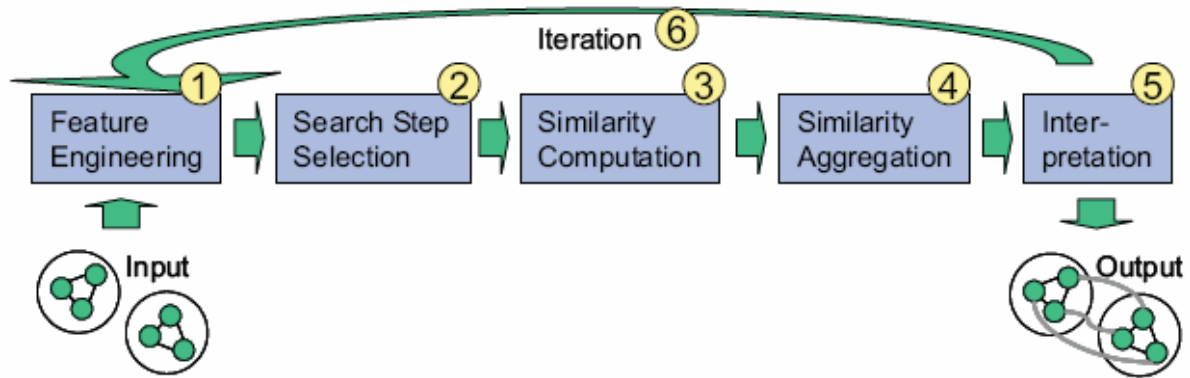 Iteration 6
1 2 3 4 5
Feature
Engineering
Search Step
Selection
Similarity
Computation
Similarity
Aggregation
Inter-
pretation
Input
Output